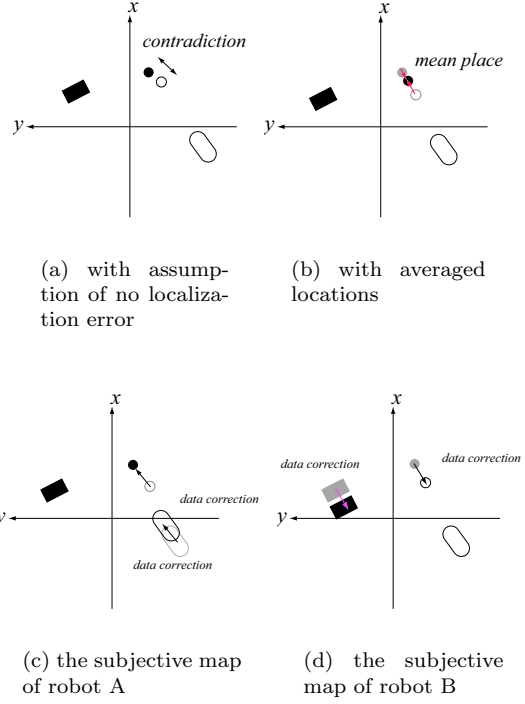 x
contradiction
y
x
mean place
y
(a) with assump-
tion of no localiza-
tion error
(b) with averaged
locations
x
data correction
y
data correction
x
data correction
data correction
y
(c) the subjective map
of robot A
(d) the subjective
map of robot B